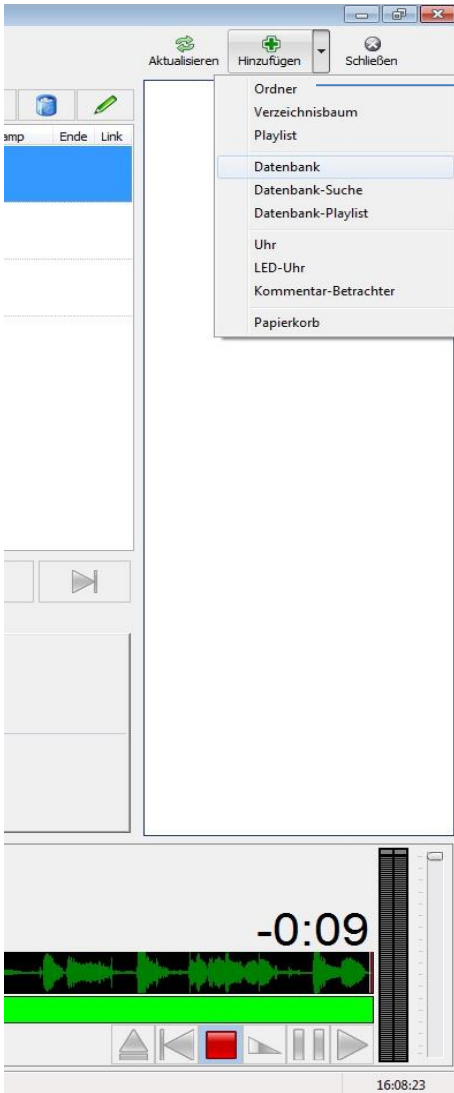 Aktualisieren Hinzufügen Schließen
Ordner
Verzeichnisbaum
Playlist
amp Ende Link
Datenbank
Datenbank-Suche
Datenbank-Playlist
Uhr
LED-Uhr
Kommentar-Betrachter
Papierkorb
-0:09
16:08:23